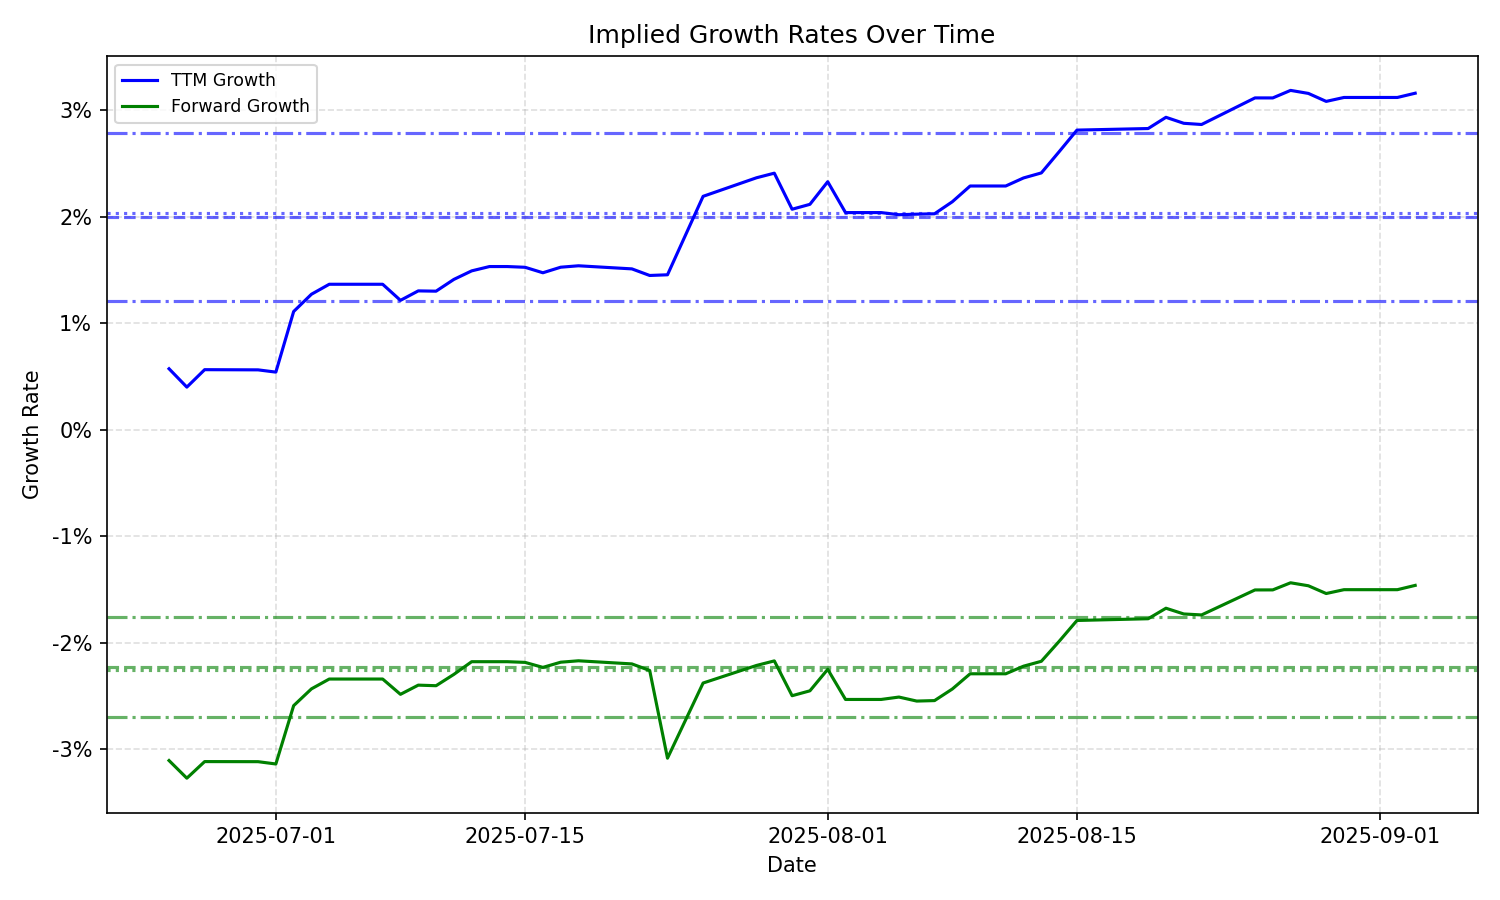 Implied Growth Rates Over Time
TTM Growth
Forward Growth
3%
2%
1%
0%
-1%
-2%
-3%
Growth Rate
2025-07-01
2025-07-15
2025-08-01
2025-08-15
2025-09-01
Date